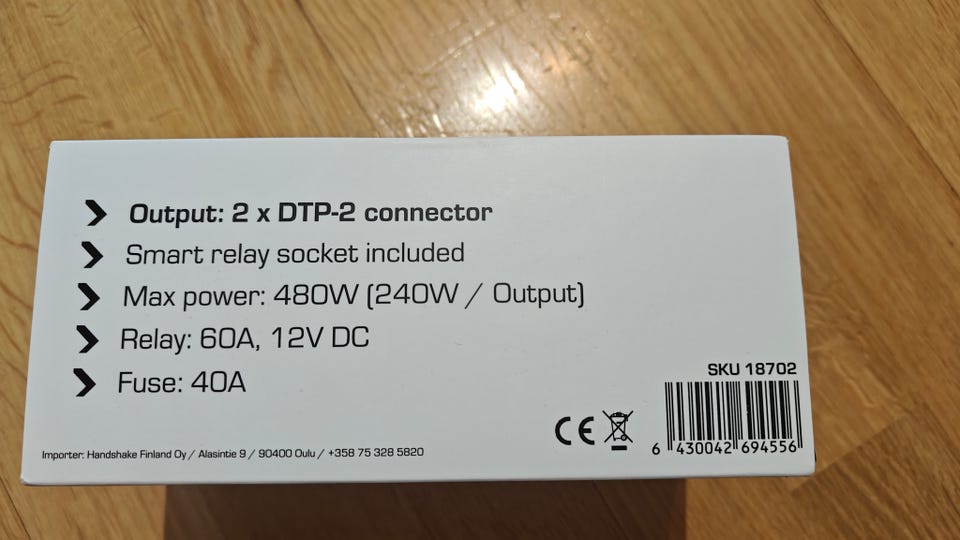 Output: 2 x DTP-2 connector
Smart relay socket included
Max power: 480W (240W / Output)
Relay: 60A, 12V DC
Fuse: 40A
SKU 18702
CE
6 430042 694556
Importer: Handshake Finland Oy / Alasintie 9 / 90400 Oulu / +358 75 328 5820